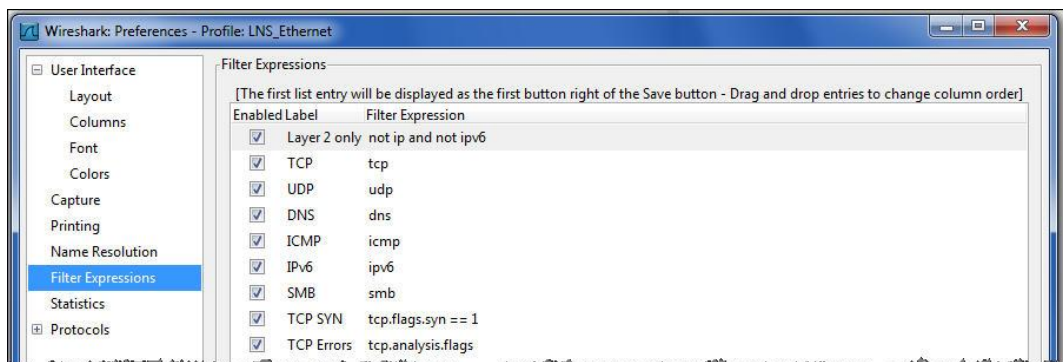 Wireshark: Preferences - Profile: LNS_Ethernet
User Interface
Layout
Columns
Font
Colors
Capture
Printing
Name Resolution
Filter Expressions
Statistics
Protocols
Filter Expressions
[The first list entry will be displayed as the first button right of the Save button - Drag and drop entries to change column order]
Enabled Label Filter Expression
Layer 2 only not ip and not ipv6
TCP tcp
UDP udp
DNS dns
ICMP icmp
IPv6 ipv6
SMB smb
TCP SYN tcp.flags.syn == 1
TCP Errors tcp.analysis.flags